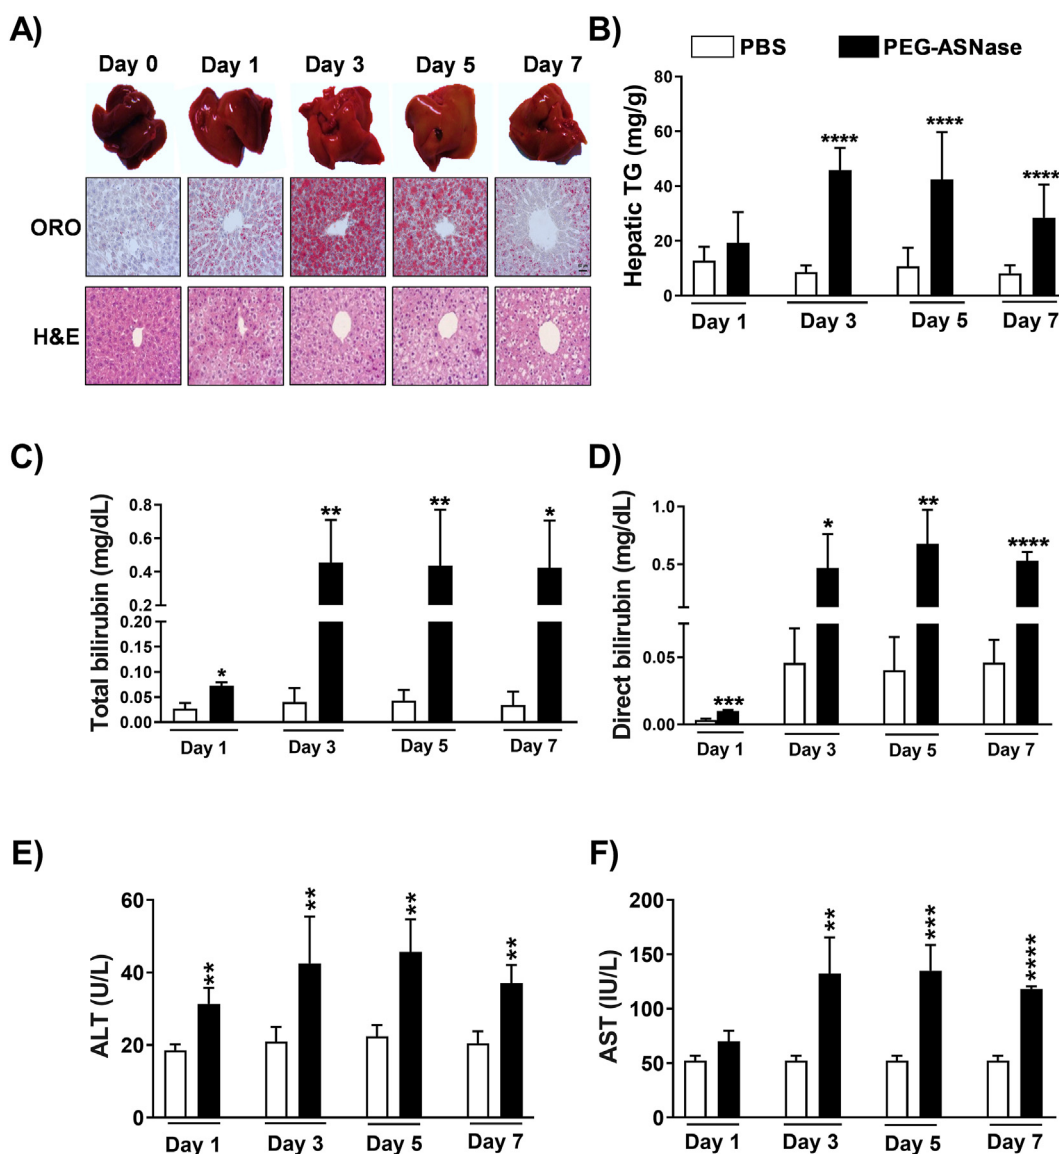 A)
Day 0 Day 1 Day 3 Day 5 Day 7
ORO
H&E
B)
PBS PEG-ASNase
Hepatic TG (mg/g)
80
60
40
20
0
**** **** ****
Day 1 Day 3 Day 5 Day 7
C)
Total bilirubin (mg/dL)
0.8
0.6
0.4
0.2
0.20
0.15
0.10
0.05
0.00
* ** ** *
Day 1 Day 3 Day 5 Day 7
D)
Direct bilirubin (mg/dL)
1.0
0.5
0.05
0.00
*** * ** ****
Day 1 Day 3 Day 5 Day 7
E)
ALT (U/L)
60
40
20
0
** ** ** **
Day 1 Day 3 Day 5 Day 7
F)
AST (IU/L)
200
150
100
50
0
** *** ****
Day 1 Day 3 Day 5 Day 7